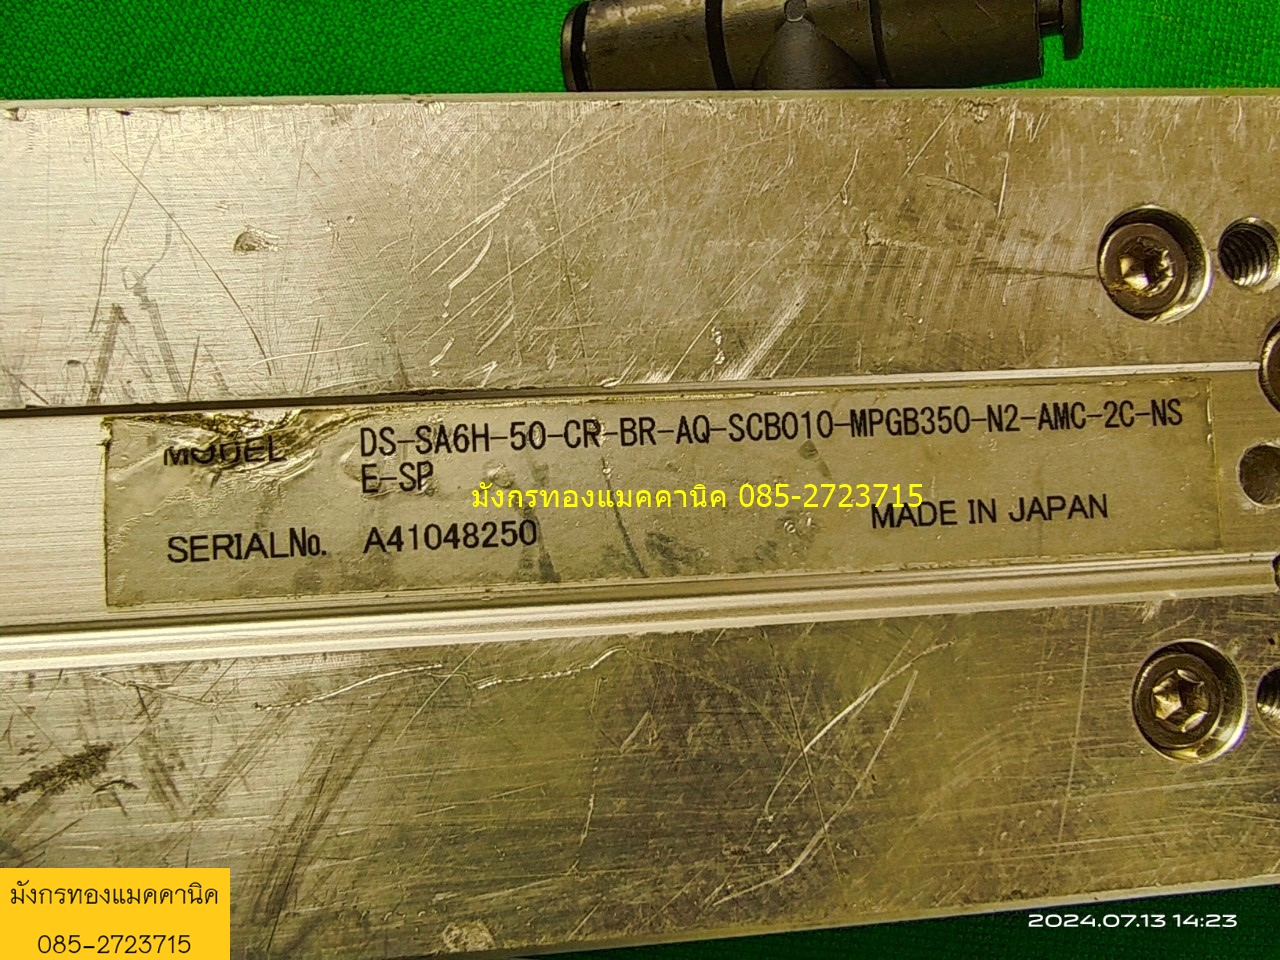 MODEL DS-SA6H-50-CR-BR-AQ-SCB010-MPGB350-N2-AMC-2C-NS
E-SP
มังกรทองแมคคานิค 085-2723715
SERIALNo. A41048250 MADE IN JAPAN
มังกรทองแมคคานิค
085-2723715
2024.07.13 14:23